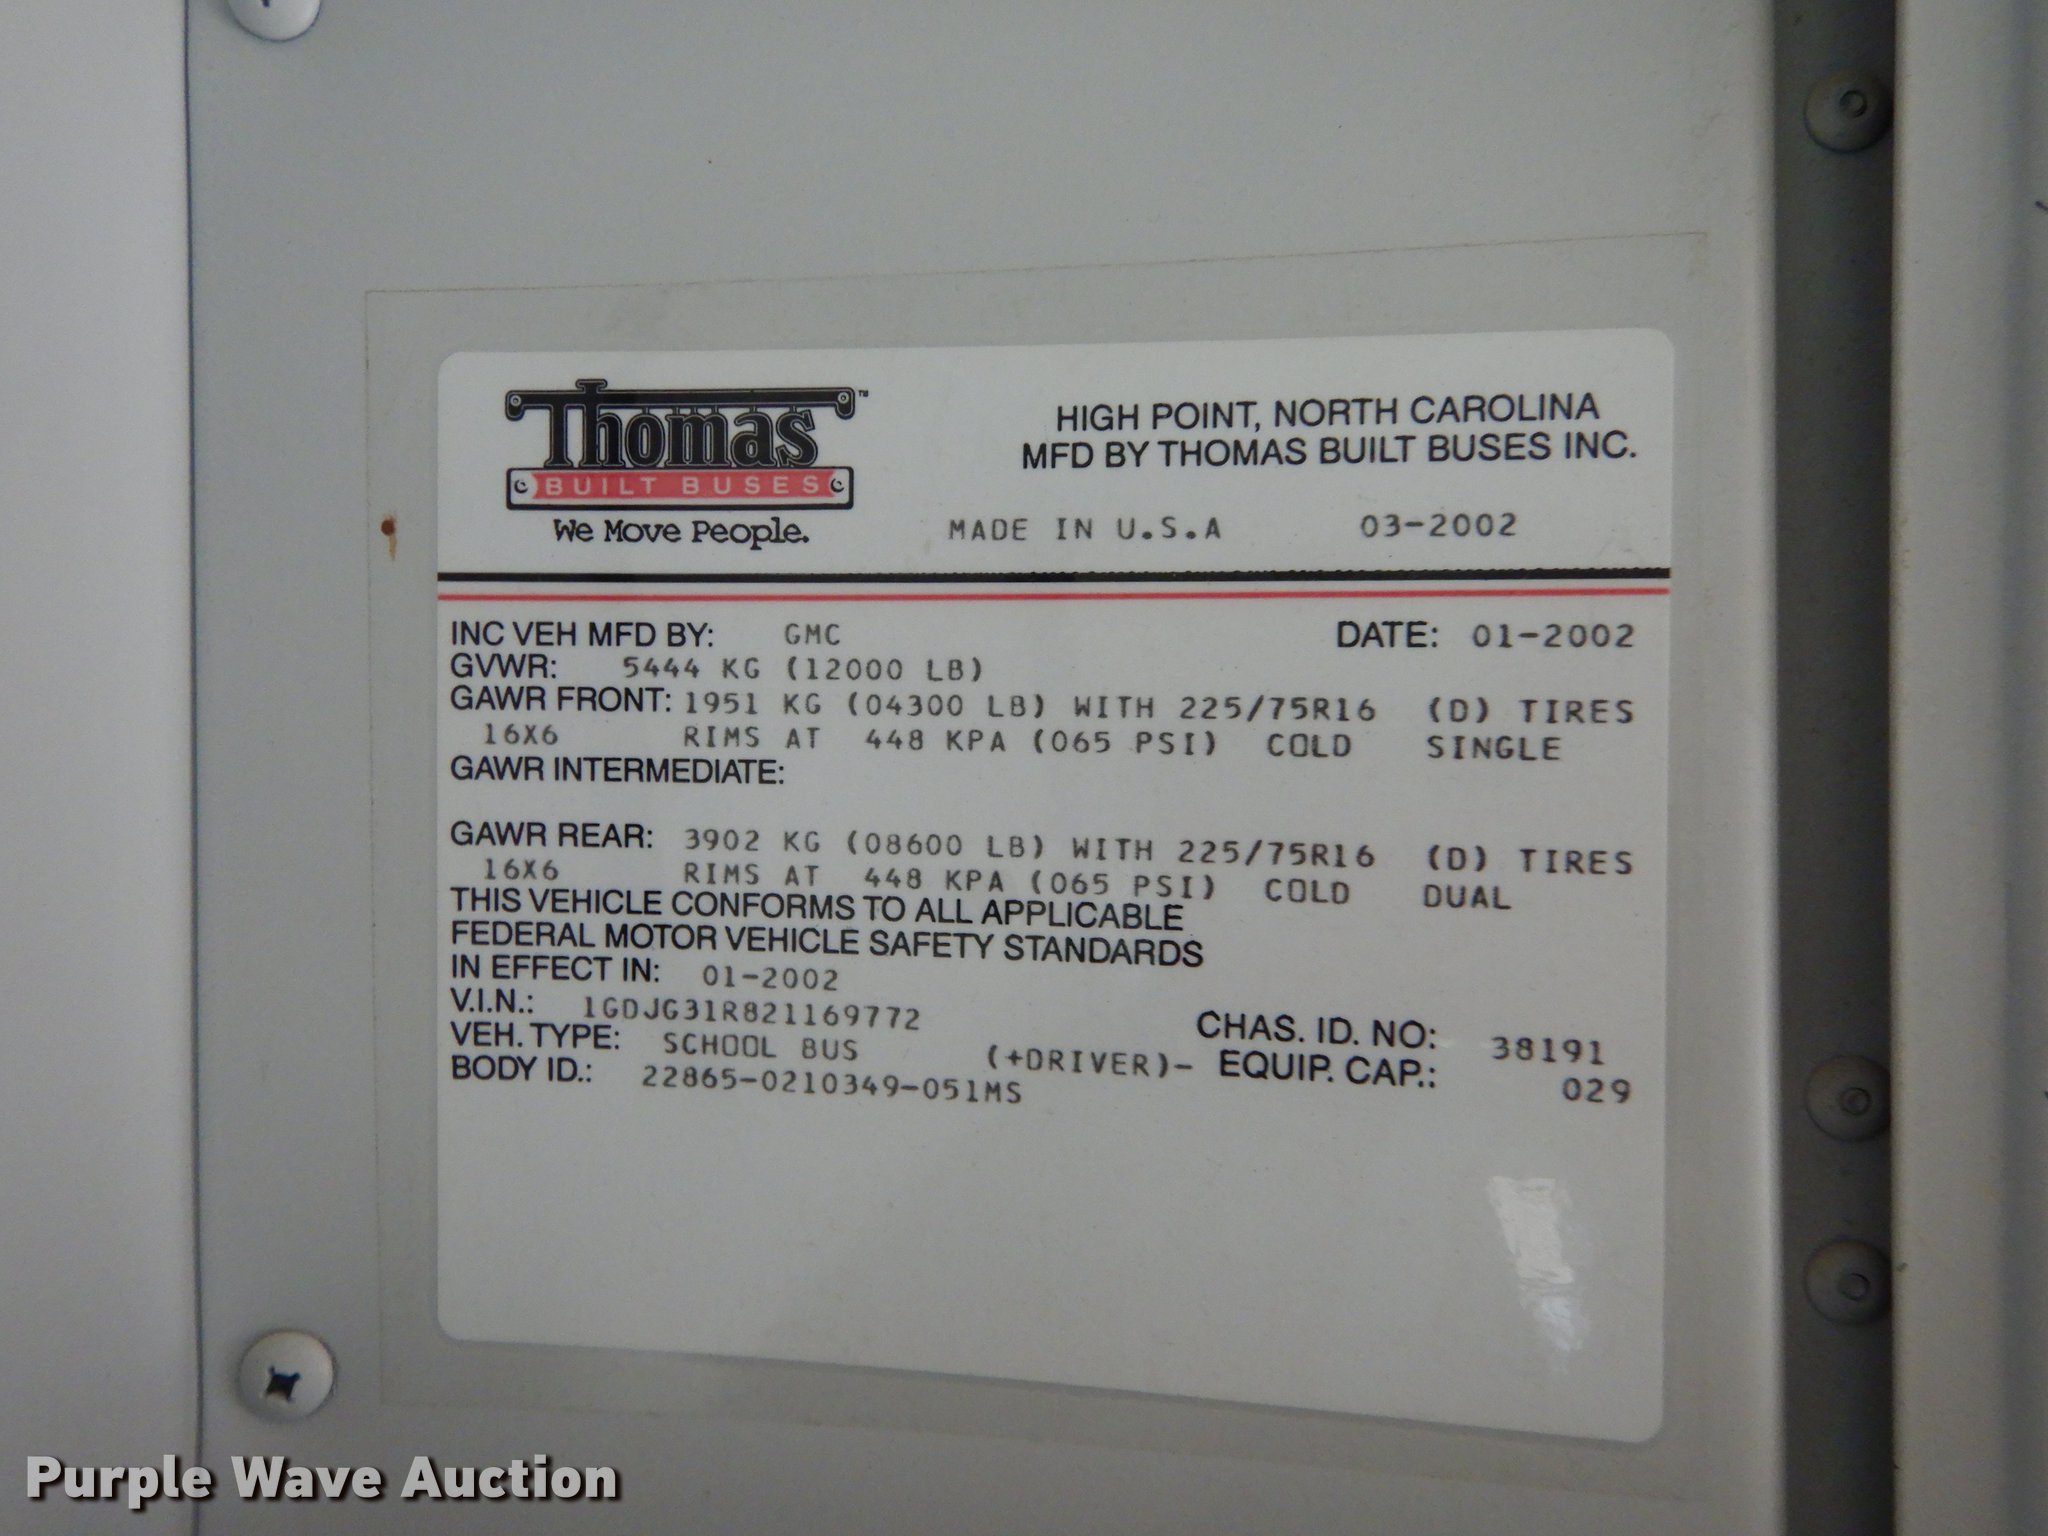 Thomas™
BUILT BUSES
We Move People.
HIGH POINT, NORTH CAROLINA
MFD BY THOMAS BUILT BUSES INC.
MADE IN U.S.A 03-2002
INC VEH MFD BY: GMC DATE: 01-2002
GVWR: 5444 KG (12000 LB)
GAWR FRONT: 1951 KG (04300 LB) WITH 225/75R16 (D) TIRES
16X6 RIMS AT 448 KPA (065 PSI) COLD SINGLE
GAWR INTERMEDIATE:
GAWR REAR: 3902 KG (08600 LB) WITH 225/75R16 (D) TIRES
16X6 RIMS AT 448 KPA (065 PSI) COLD DUAL
THIS VEHICLE CONFORMS TO ALL APPLICABLE
FEDERAL MOTOR VEHICLE SAFETY STANDARDS
IN EFFECT IN: 01-2002
V.I.N.: 1GDJG31R821169772 CHAS. ID. NO: 38191
VEH. TYPE: SCHOOL BUS (+DRIVER)- EQUIP. CAP.: 029
BODY ID.: 22865-0210349-051MS
Purple Wave Auction